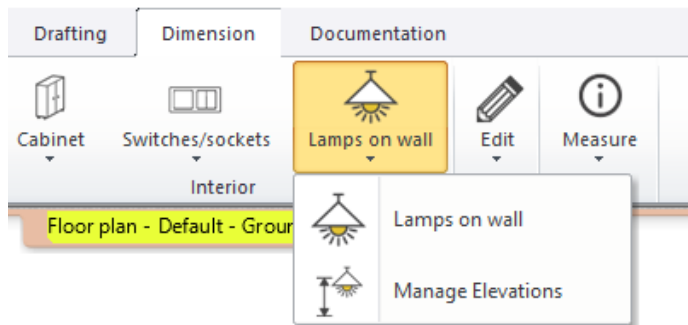 Drafting Dimension Documentation
Cabinet Switches/sockets Lamps on wall Edit Measure
Interior
Floor plan - Default - Lamps on wall
Manage Elevations